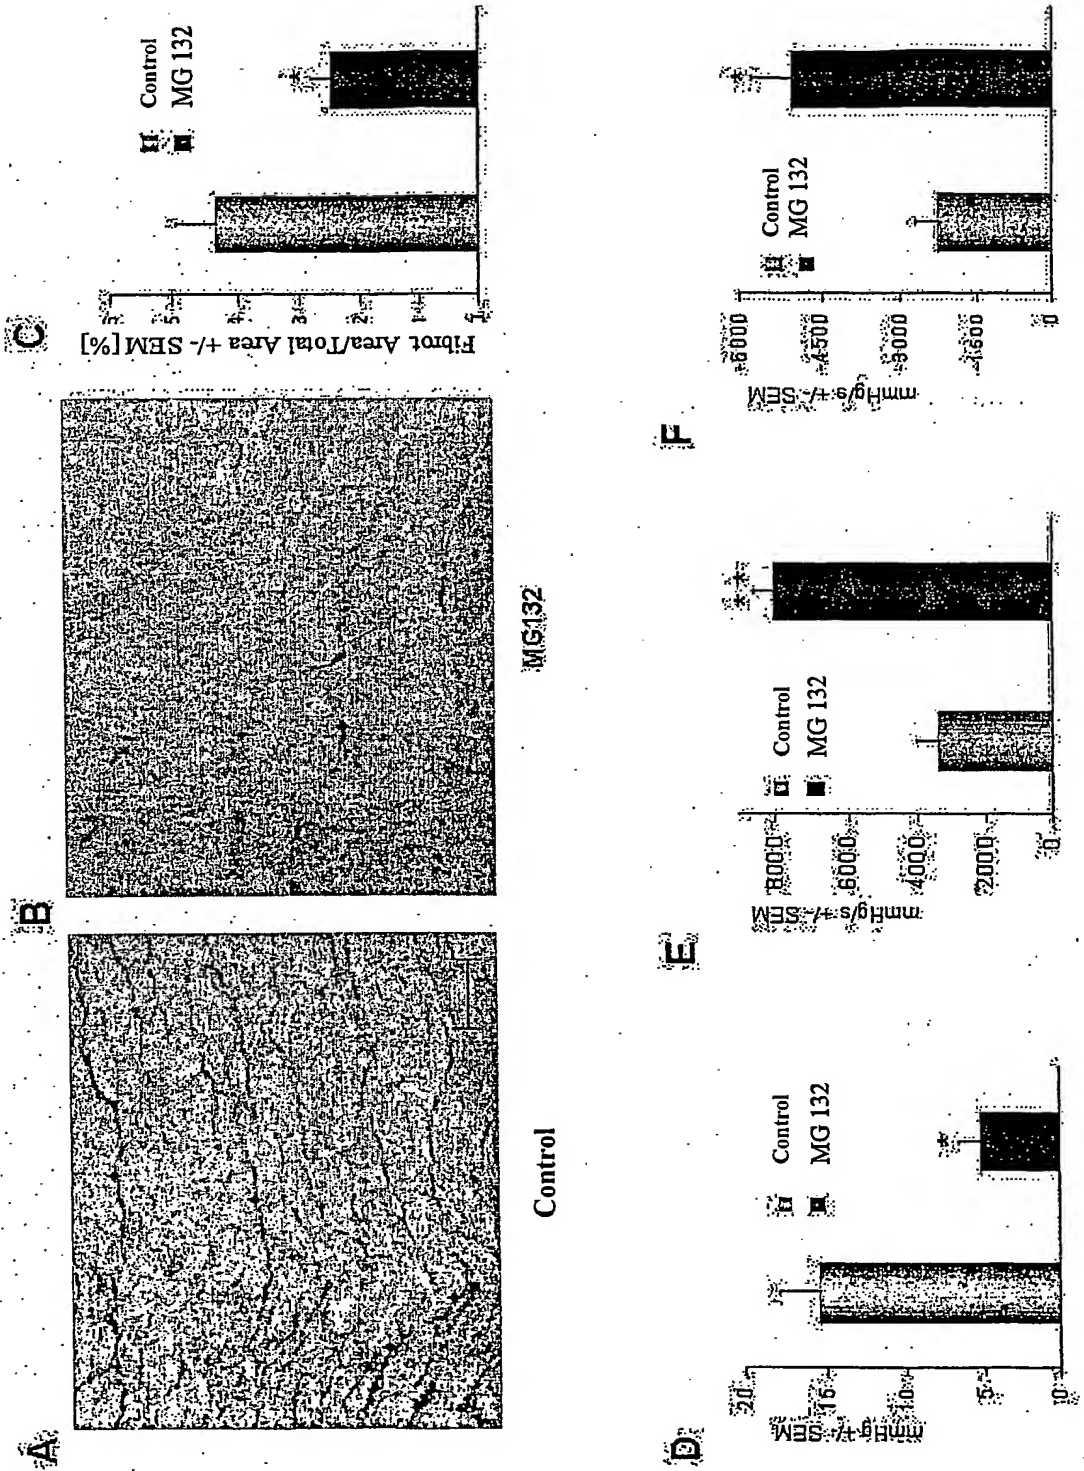 A
Control
B
MG132
C
Fibrot Area/Total Area +/- SEM [%]
5
4
3
2
1
Control
MG 132
*
D
mmHg +/- SEM
20
15
10
5
0
Control
MG 132
*
E
mmHg/s +/- SEM
8000
6000
4000
2000
0
Control
MG 132
**
F
mmHg/s +/- SEM
6000
4500
3000
1500
0
Control
MG 132
*